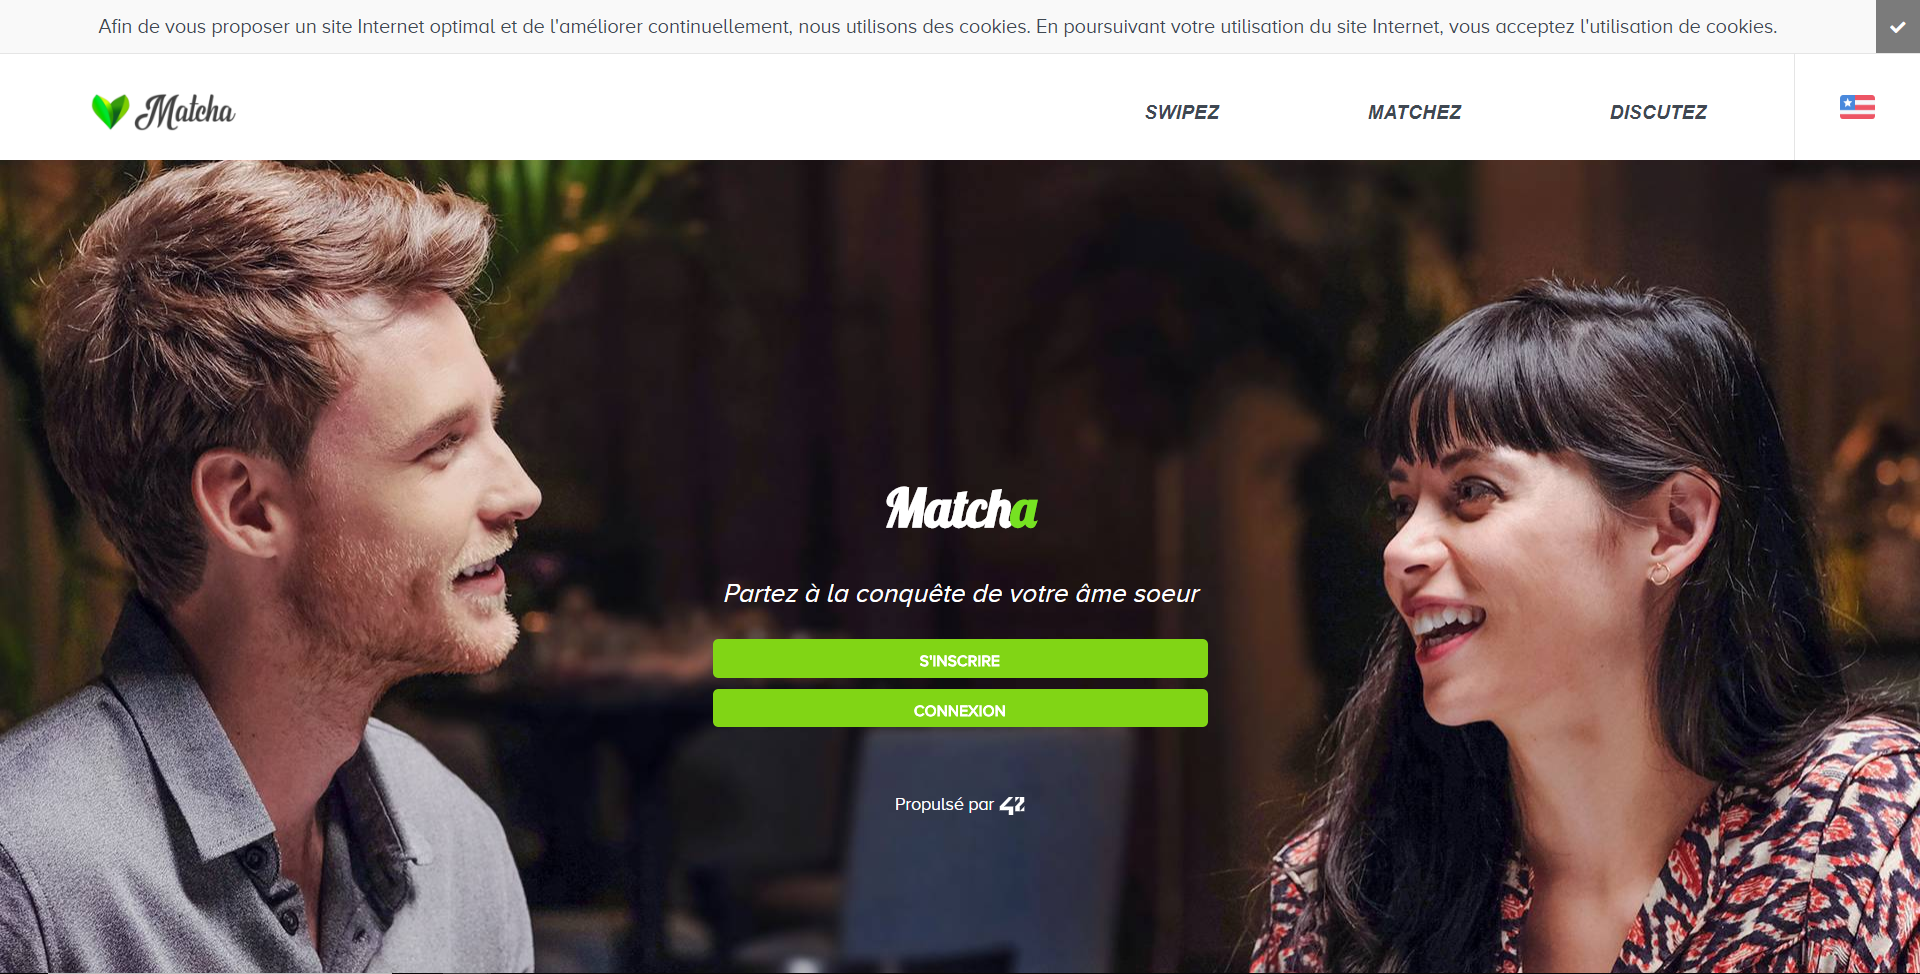 Afin de vous proposer un site Internet optimal et de l'améliorer continuellement, nous utilisons des cookies. En poursuivant votre utilisation du site Internet, vous acceptez l'utilisation de cookies.
Matcha
SWIPEZ
MATCHEZ
DISCUTEZ
Matcha
Partez à la conquête de votre âme soeur
S'INSCRIRE
CONNEXION
Propulsé par 42